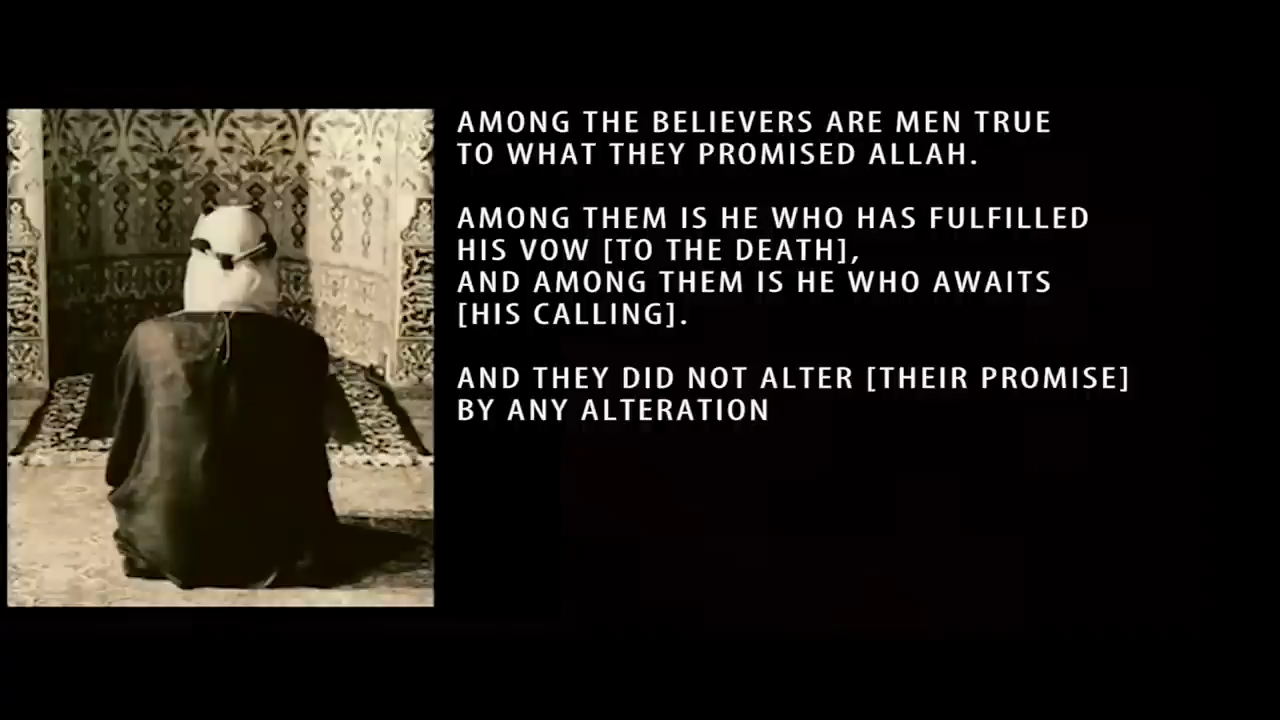 AMONG THE BELIEVERS ARE MEN TRUE
TO WHAT THEY PROMISED ALLAH.
AMONG THEM IS HE WHO HAS FULFILLED
HIS VOW [TO THE DEATH],
AND AMONG THEM IS HE WHO AWAITS
[HIS CALLING].
AND THEY DID NOT ALTER [THEIR PROMISE]
BY ANY ALTERATION